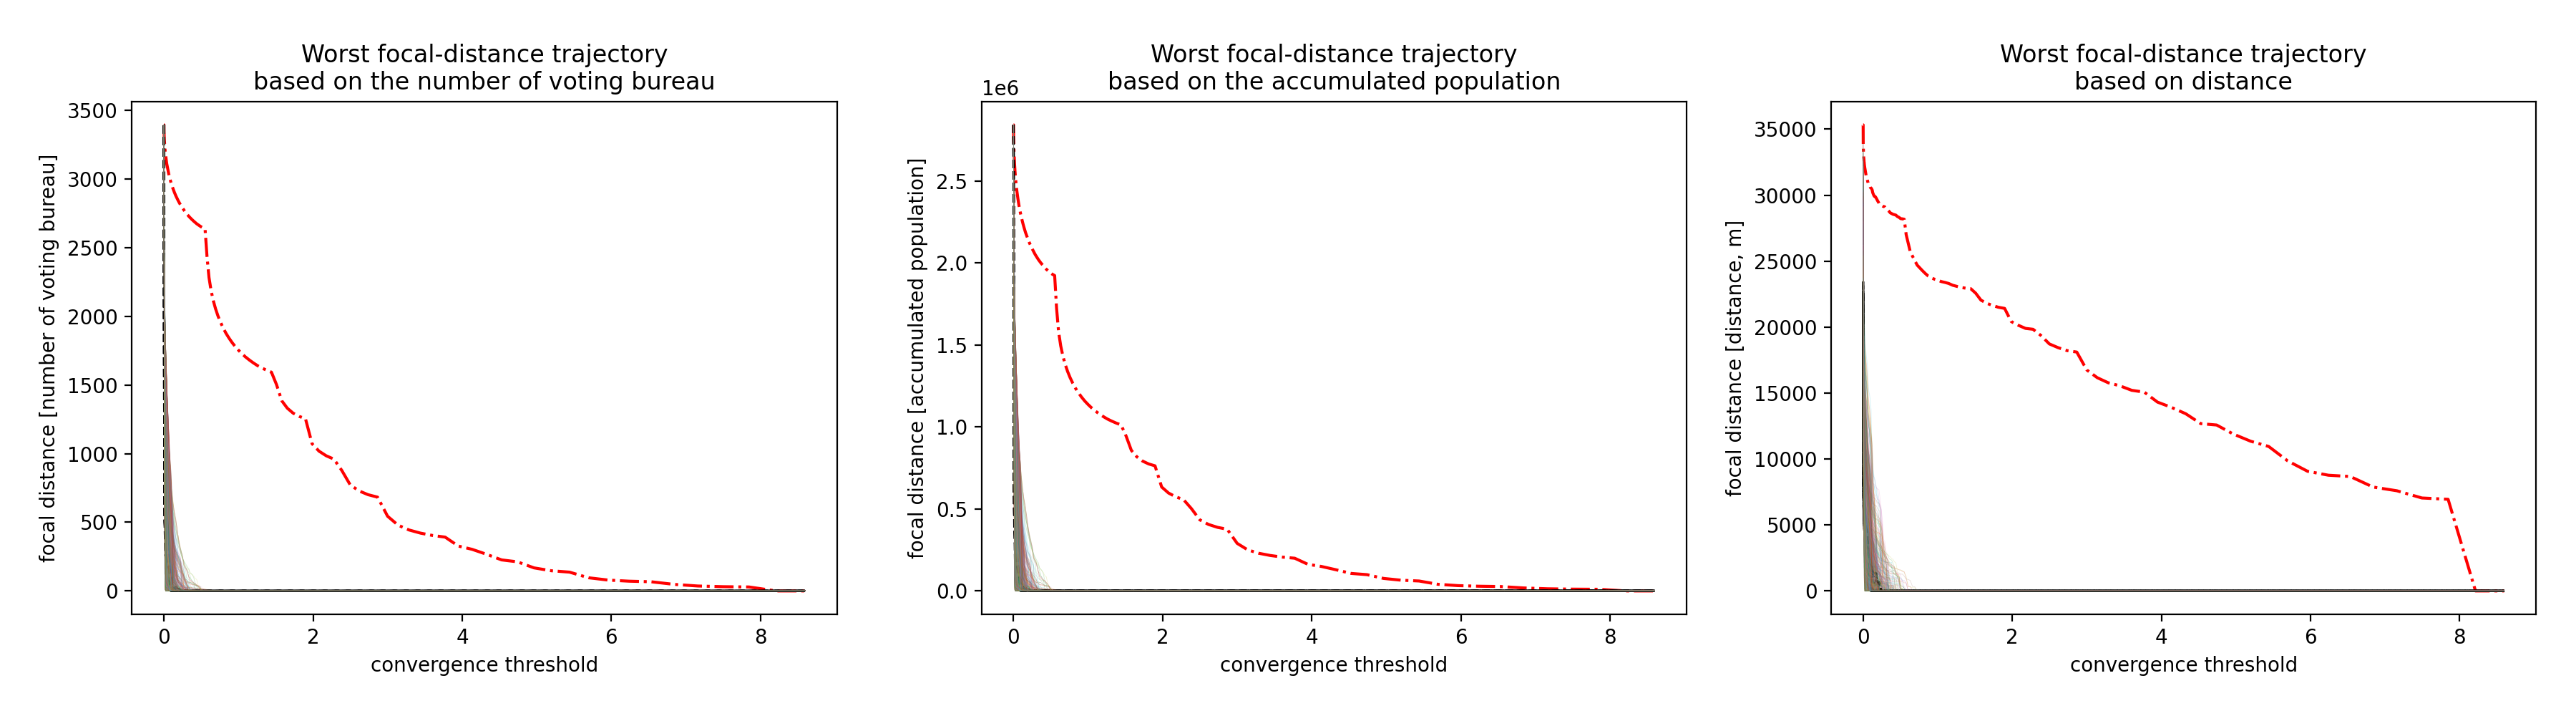 Worst focal-distance trajectory
based on the number of voting bureau
3500
3000
2500
2000
1500
1000
500
0
focal distance [number of voting bureau]
0 2 4 6 8
convergence threshold
Worst focal-distance trajectory
based on the accumulated population
1e6
2.5
2.0
1.5
1.0
0.5
0.0
focal distance [accumulated population]
0 2 4 6 8
convergence threshold
Worst focal-distance trajectory
based on distance
35000
30000
25000
20000
15000
10000
5000
0
focal distance [distance, m]
0 2 4 6 8
convergence threshold